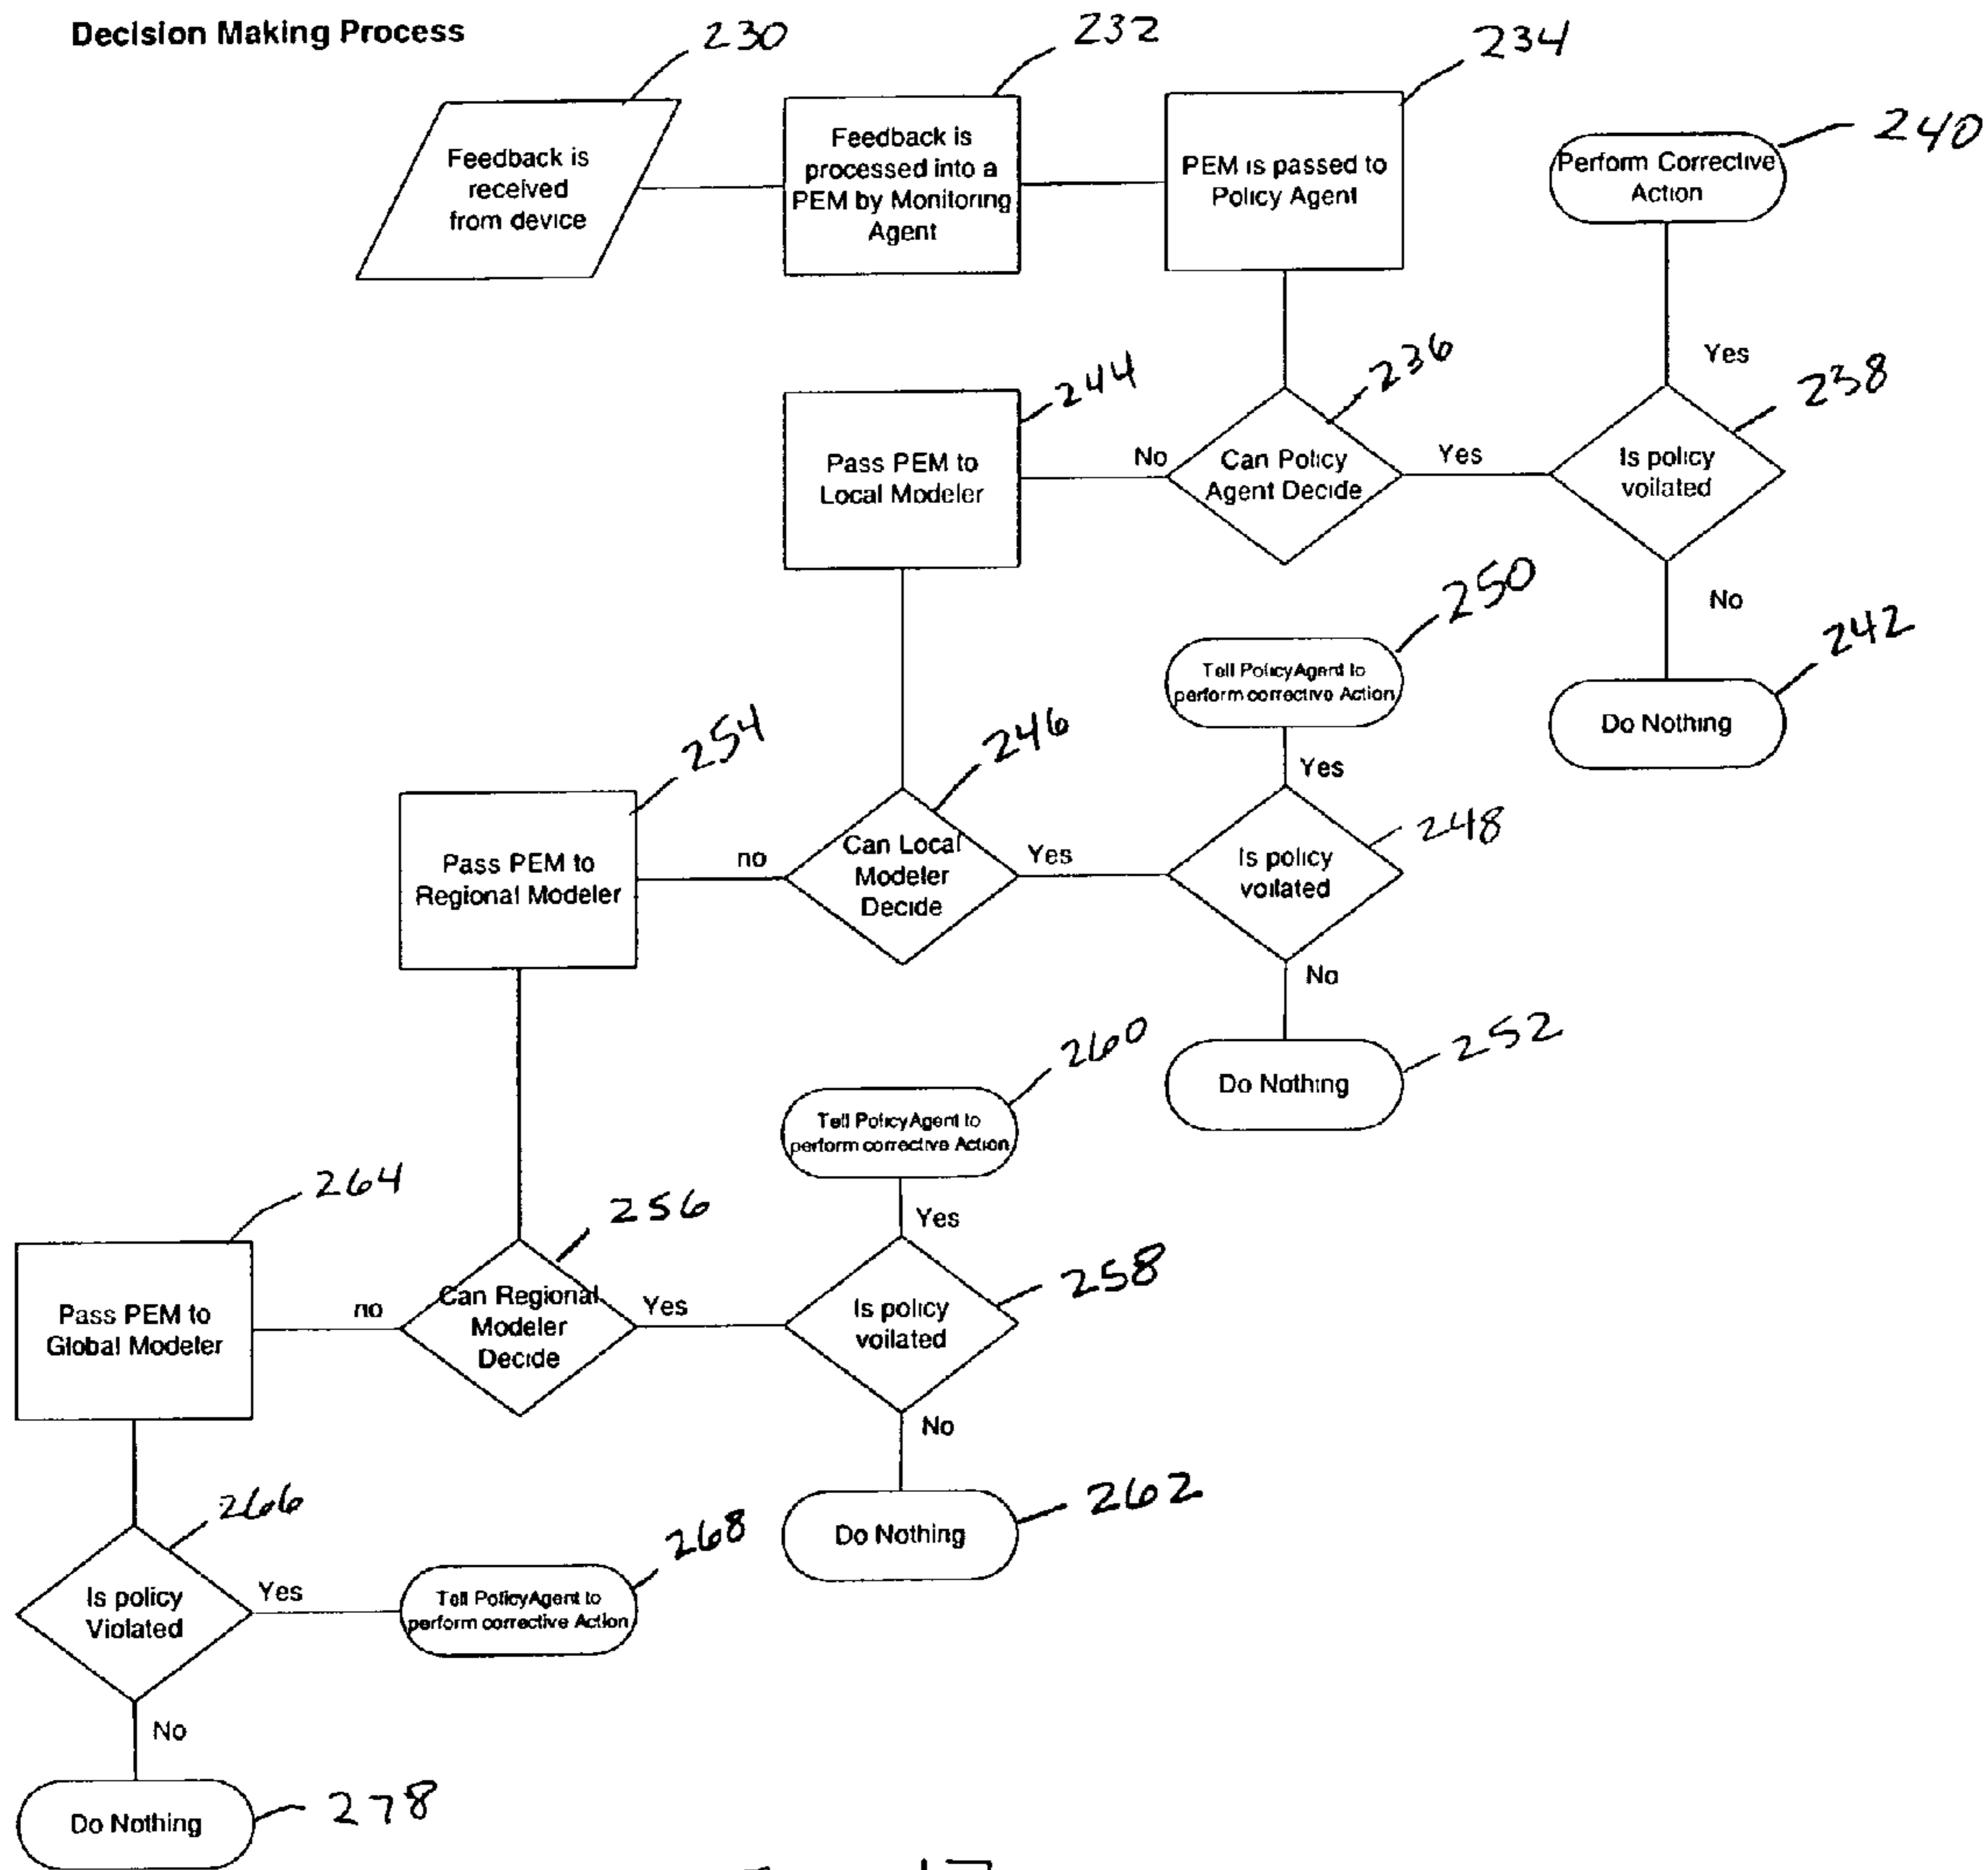 Decision Making Process
230
232
234
240
Feedback is
received
from device
Feedback is
processed into a
PEM by Monitoring
Agent
PEM is passed to
Policy Agent
Perform Corrective
Action
Yes
244
236
238
Pass PEM to
Local Modeler
No
Can Policy
Agent Decide
Yes
Is policy
voilated
No
250
242
Tell PolicyAgent to
perform corrective Action
Do Nothing
254
246
Yes
248
Pass PEM to
Regional Modeler
no
Can Local
Modeler
Decide
Yes
Is policy
voilated
No
260
252
Tell PolicyAgent to
perform corrective Action
Do Nothing
264
256
Yes
258
Pass PEM to
Global Modeler
no
Can Regional
Modeler
Decide
Yes
Is policy
voilated
No
266
268
262
Do Nothing
Is policy
Violated
Yes
Tell PolicyAgent to
perform corrective Action
No
Do Nothing
278